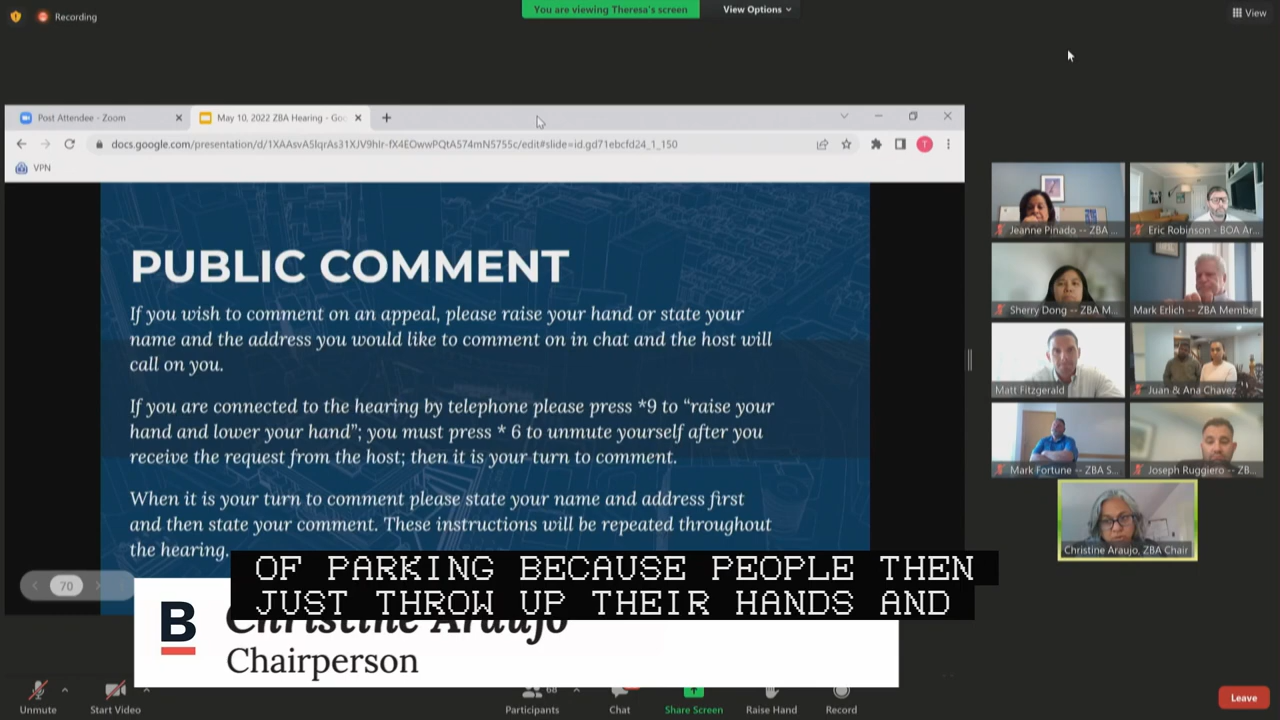 Recording
You are viewing Theresa's screen
View Options
View
Post Attendee - Zoom
May 10, 2022 ZBA Hearing - Goo
docs.google.com/presentation/d/1XAAsvA5lqrAs31XJV9hIr-fX4EOwwPQtA574mN5755c/edit#slide=id.gd71ebcfd24_1_150
T
VPN
PUBLIC COMMENT
If you wish to comment on an appeal, please raise your hand or state your
name and the address you would like to comment on in chat and the host will
call on you.
If you are connected to the hearing by telephone please press *9 to “raise your
hand and lower your hand”; you must press * 6 to unmute yourself after you
receive the request from the host; then it is your turn to comment.
When it is your turn to comment please state your name and address first
and then state your comment. These instructions will be repeated throughout
the hearing.
70
Jeanne Pinado -- ZBA ...
Eric Robinson - BOA Ar...
Sherry Dong -- ZBA M...
Mark Erlich -- ZBA Member
Matt Fitzgerald
Juan & Ana Chavez
Mark Fortune -- ZBA S...
Joseph Ruggiero -- ZB...
Christine Araujo, ZBA Chair
OF PARKING BECAUSE PEOPLE THEN
JUST THROW UP THEIR HANDS AND
B
Christine Araujo
Chairperson
Unmute
Start Video
68
Participants
Chat
Share Screen
Raise Hand
Record
Leave